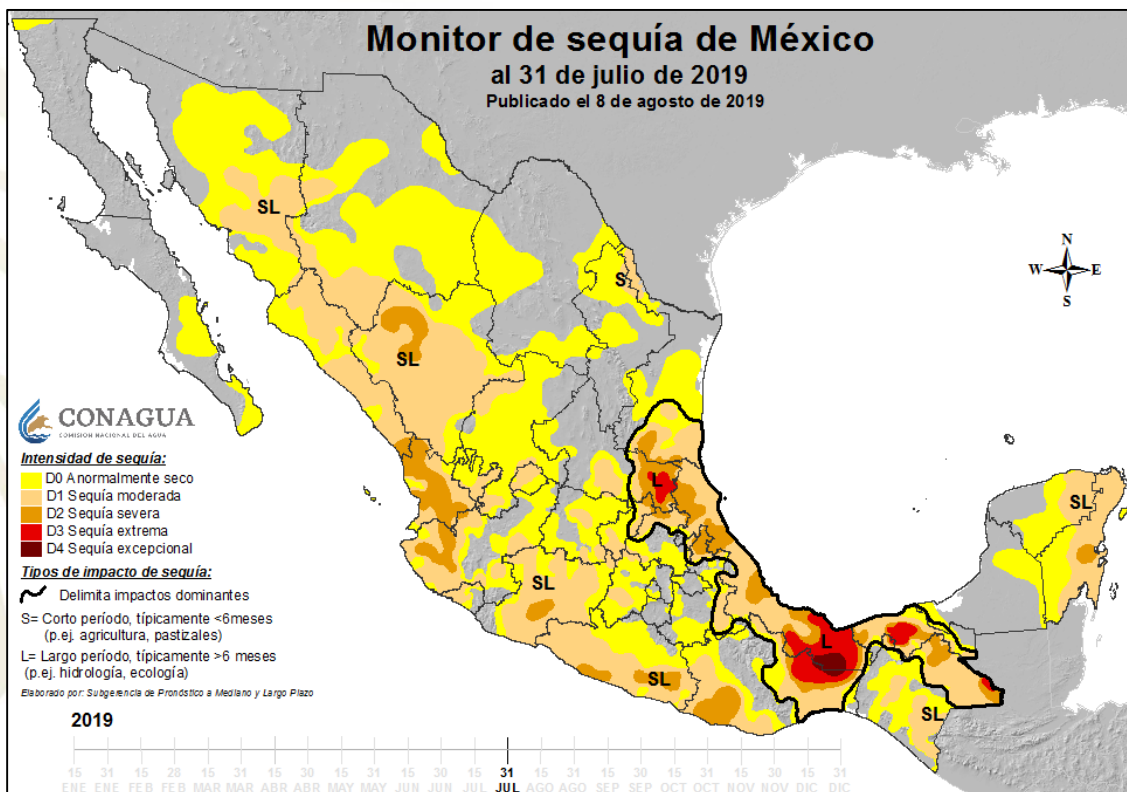 Monitor de sequía de México
al 31 de julio de 2019
Publicado el 8 de agosto de 2019
N
W E
S
SL
S
SL
L
SL
SL
L
SL
SL
CONAGUA
COMISIÓN NACIONAL DEL AGUA
Intensidad de sequía:
D0 Anormalmente seco
D1 Sequía moderada
D2 Sequía severa
D3 Sequía extrema
D4 Sequía excepcional
Tipos de impacto de sequía:
Delimita impactos dominantes
S= Corto período, típicamente <6meses
(p.ej. agricultura, pastizales)
L= Largo período, típicamente >6 meses
(p.ej. hidrología, ecología)
Elaborado por: Subgerencia de Pronóstico a Mediano y Largo Plazo
2019
15 31 15 28 15 31 15 30 15 31 15 30 15 31 15 31 15 30 15 31 15 30 15 31
ENE ENE FEB FEB MAR MAR ABR ABR MAY MAY JUN JUN JUL JUL AGO AGO SEP SEP OCT OCT NOV NOV DIC DIC